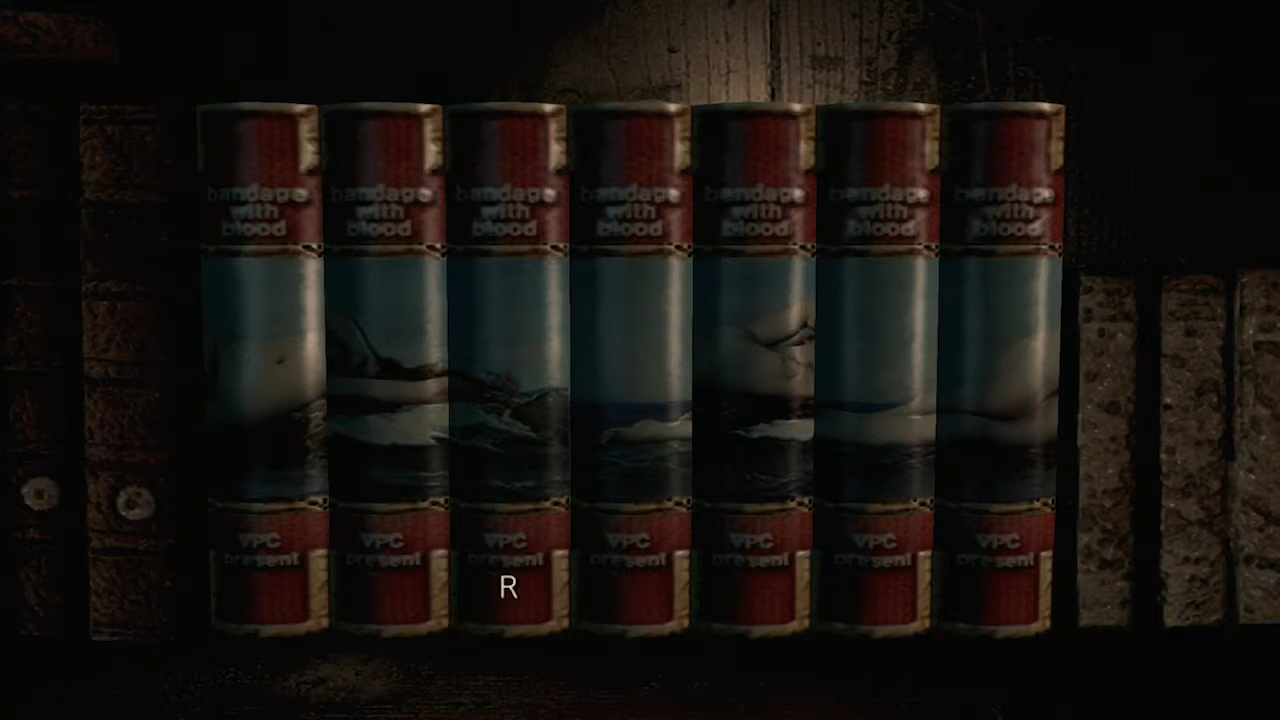 bandage
with
blood
bandage
with
blood
bandage
with
blood
bandage
with
blood
bandage
with
blood
bandage
with
blood
bandage
with
blood
VPC
present
VPC
present
VPC
present
VPC
present
VPC
present
VPC
present
VPC
present
R